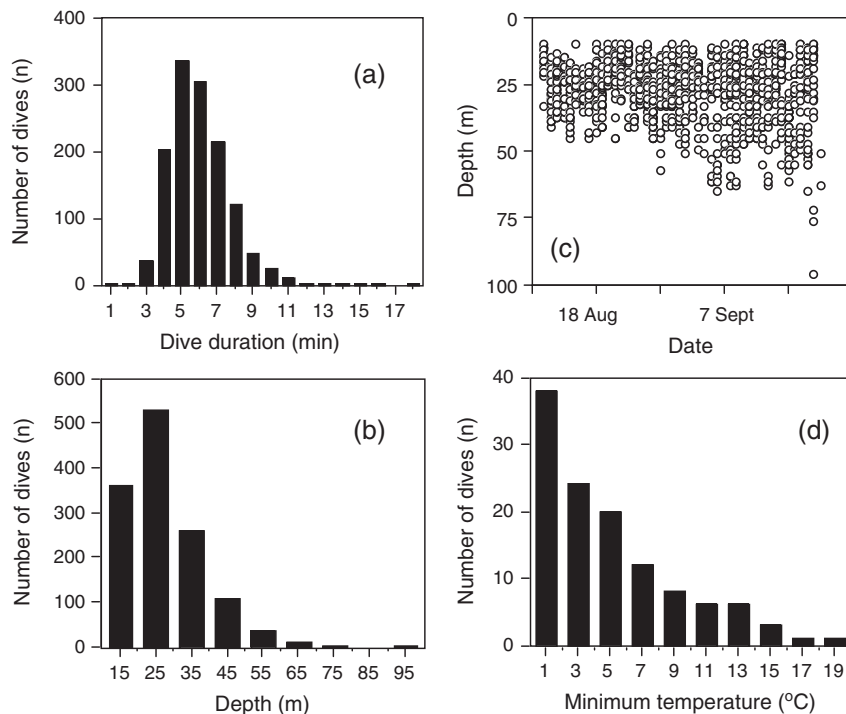 400
300
200
100
0
Number of dives (n)
(a)
1 3 5 7 9 11 13 15 17
Dive duration (min)
0
25
50
75
100
Depth (m)
(c)
18 Aug 7 Sept
Date
600
500
400
300
200
100
0
Number of dives (n)
(b)
15 25 35 45 55 65 75 85 95
Depth (m)
40
30
20
10
0
Number of dives (n)
(d)
1 3 5 7 9 11 13 15 17 19
Minimum temperature (ºC)